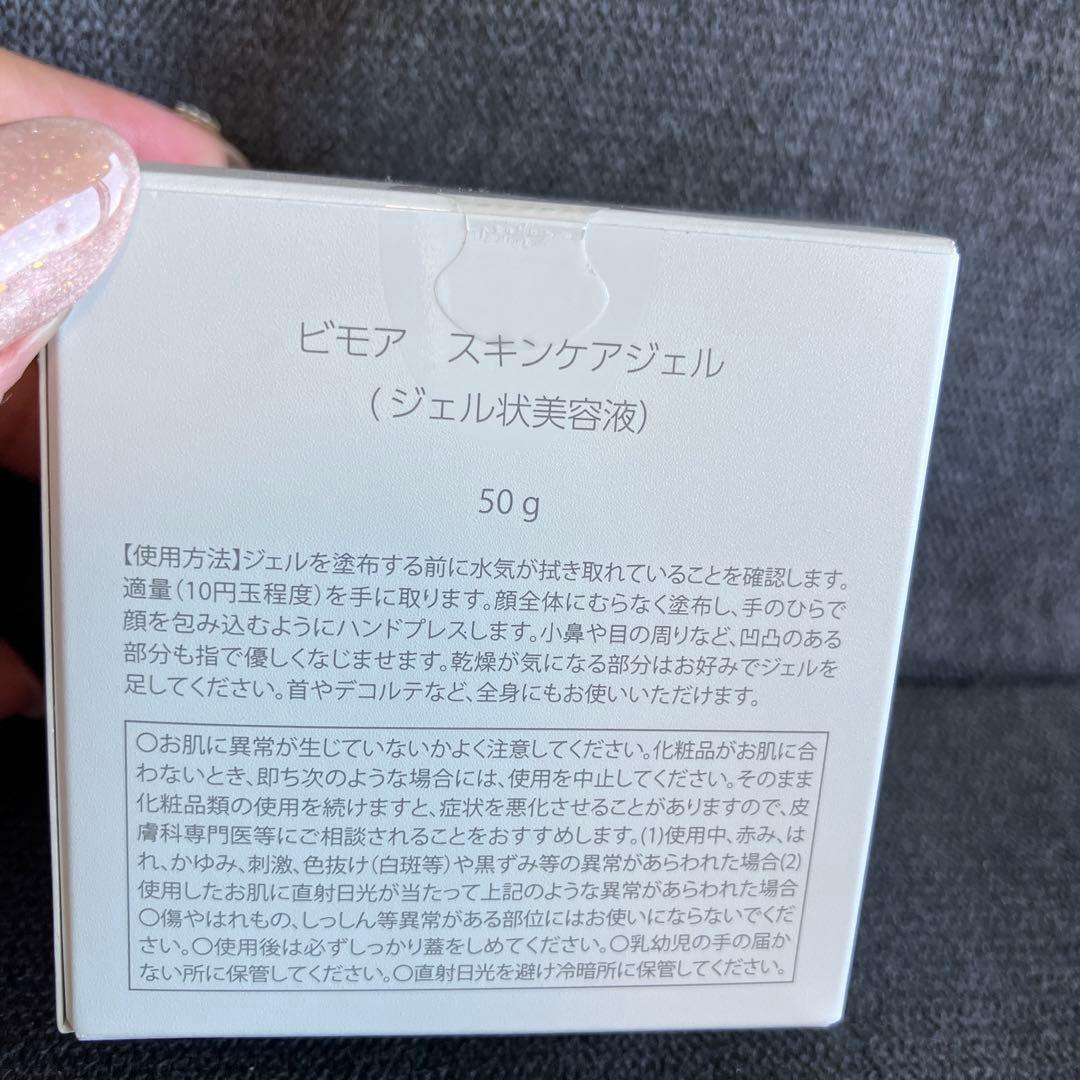 ビモア　スキンケアジェル
(ジェル状美容液)
50 g
【使用方法】ジェルを塗布する前に水気が拭き取れていることを確認します。
適量（10円玉程度）を手に取ります。顔全体にむらなく塗布し、手のひらで
顔を包み込むようにハンドプレスします。小鼻や目の周りなど、凹凸のある
部分も指で優しくなじませます。乾燥が気になる部分はお好みでジェルを
足してください。首やデコルテなど、全身にもお使いいただけます。
〇お肌に異常が生じていないかよく注意してください。化粧品がお肌に合
わないとき、即ち次のような場合には、使用を中止してください。そのまま
化粧品類の使用を続けますと、症状を悪化させることがありますので、皮
膚科専門医等にご相談されることをおすすめします。(1)使用中、赤み、は
れ、かゆみ、刺激、色抜け（白斑等）や黒ずみ等の異常があらわれた場合(2)
使用したお肌に直射日光が当たって上記のような異常があらわれた場合
〇傷やはれもの、しっしん等異常がある部位にはお使いにならないでくだ
さい。〇使用後は必ずしっかり蓋をしめてください。〇乳幼児の手の届か
ない所に保管してください。〇直射日光を避け冷暗所に保管してください。